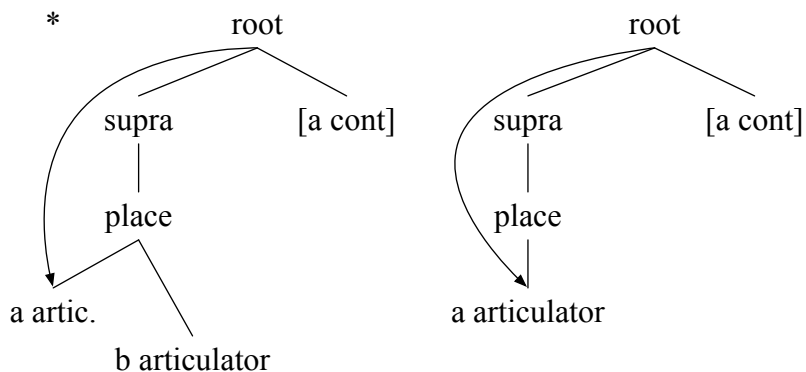 * root root
supra [a cont] supra [a cont]
place place
a artic. a articulator
b articulator